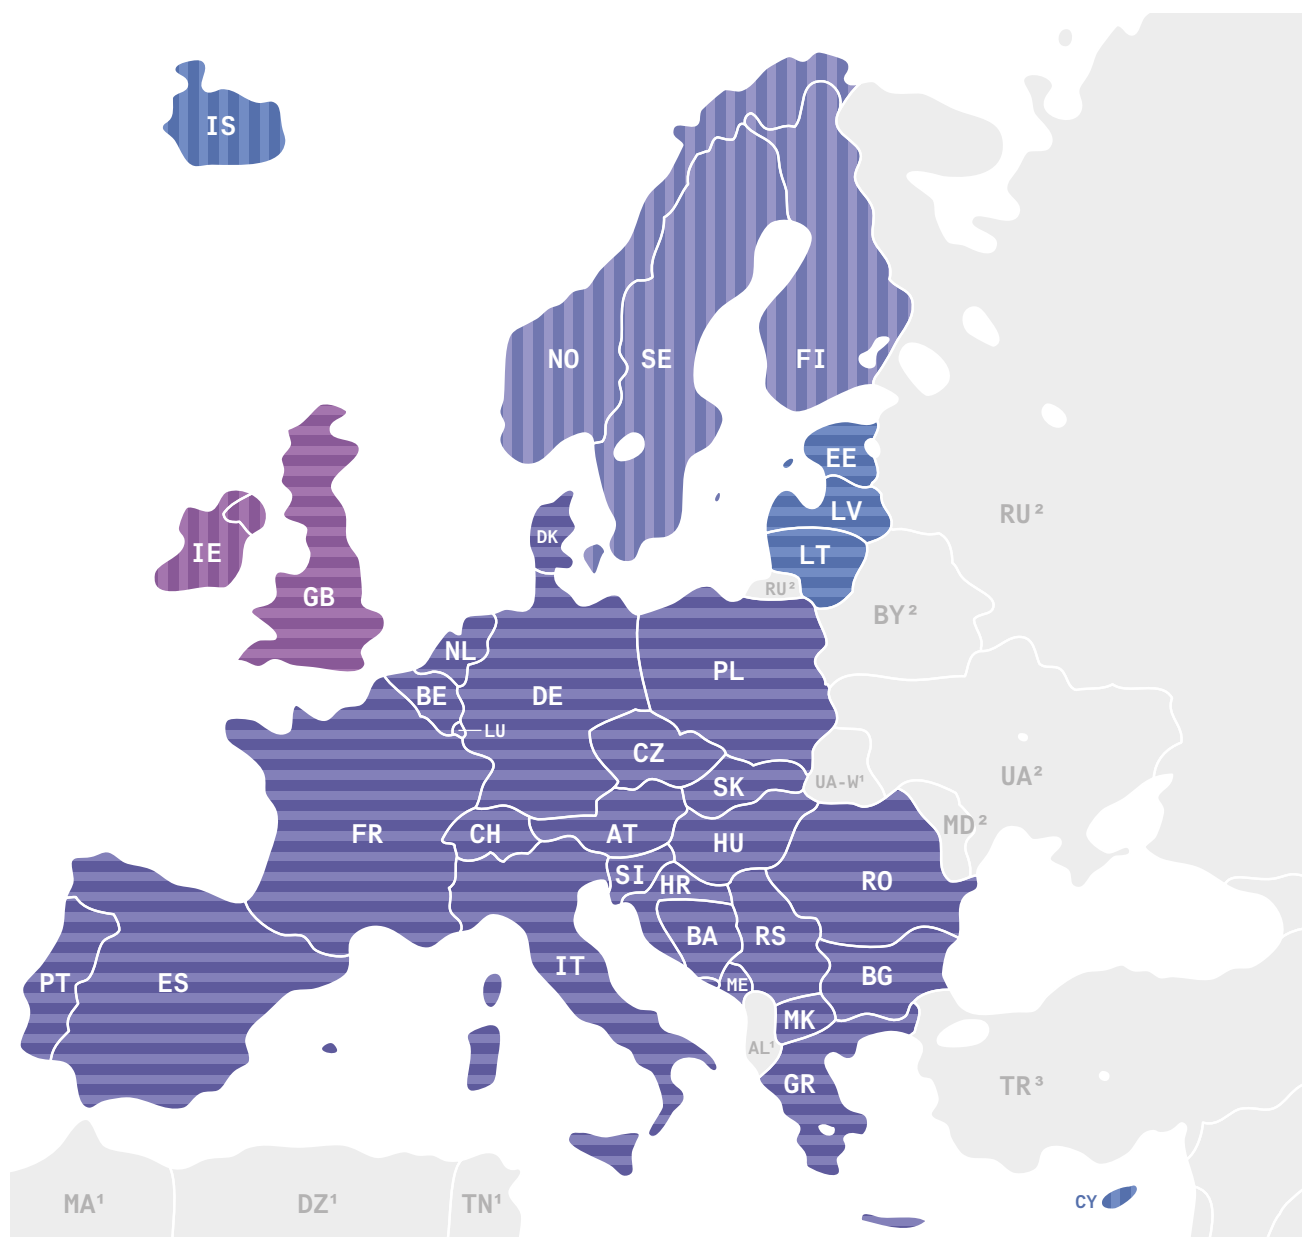 IS
NO
SE
FI
EE
LV
RU²
DK
IE
LT
RU²
GB
BY²
NL
PL
BE
DE
LU
CZ
UA²
UA-W¹
SK
MD²
FR
CH
AT
HU
SI
HR
RO
BA
RS
IT
BG
PT
ES
ME
MK
AL¹
GR
TR³
MA¹
DZ¹
TN¹
CY